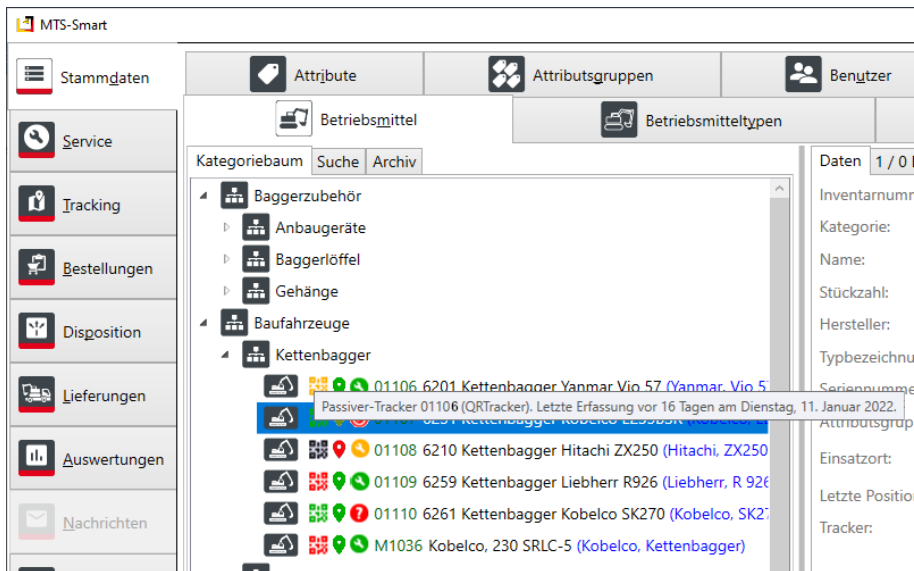 MTS-Smart
Stammdaten
Attribute
Attributsgruppen
Benutzer
Betriebsmittel
Betriebsmitteltypen
Service
Tracking
Bestellungen
Disposition
Lieferungen
Auswertungen
Nachrichten
Kategoriebaum Suche Archiv
Baggerzubehör
Anbaugeräte
Baggerlöffel
Gehänge
Baufahrzeuge
Kettenbagger
01106 6201 Kettenbagger Yanmar Vio 57 (Yanmar, Vio 5
Passiver-Tracker 01106 (QRTracker). Letzte Erfassung vor 16 Tagen am Dienstag, 11. Januar 2022.
01108 6210 Kettenbagger Hitachi ZX250 (Hitachi, ZX250
01109 6259 Kettenbagger Liebherr R926 (Liebherr, R 926
01110 6261 Kettenbagger Kobelco SK270 (Kobelco, SK27
M1036 Kobelco, 230 SRLC-5 (Kobelco, Kettenbagger)
Daten 1 / 0
Inventarnumm
Kategorie:
Name:
Stückzahl:
Hersteller:
Typbezeichnu
Seriennumme
Attributsgrup
Einsatzort:
Letzte Position
Tracker: